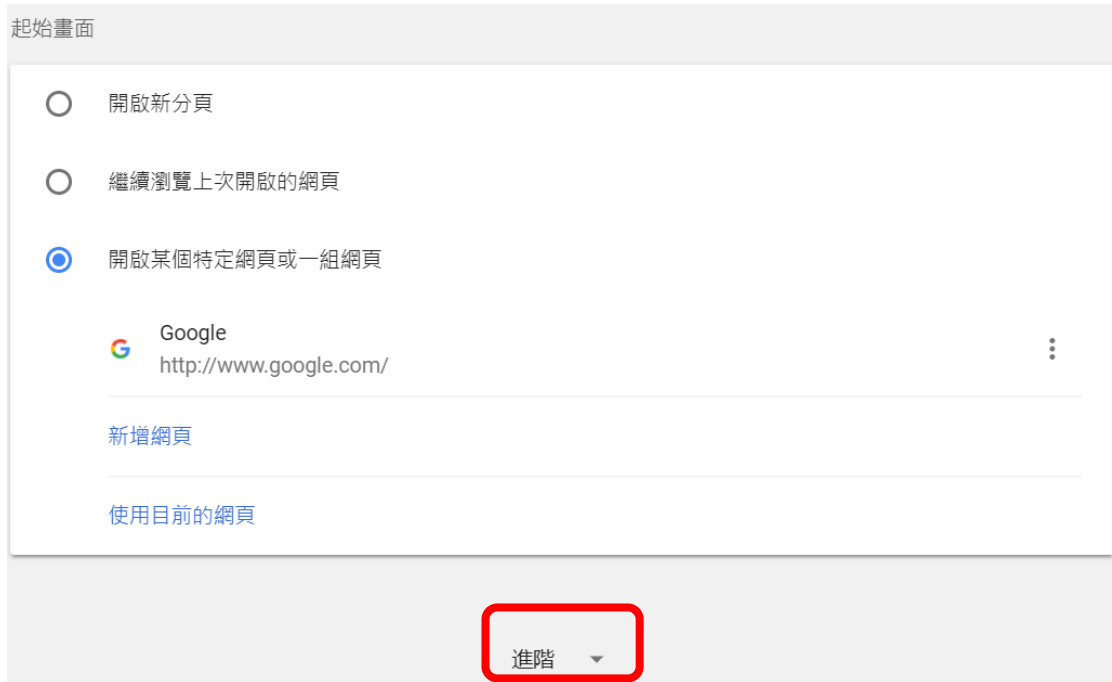 起始畫面
開啟新分頁
繼續瀏覽上次開啟的網頁
開啟某個特定網頁或一組網頁
Google
http://www.google.com/
新增網頁
使用目前的網頁
進階